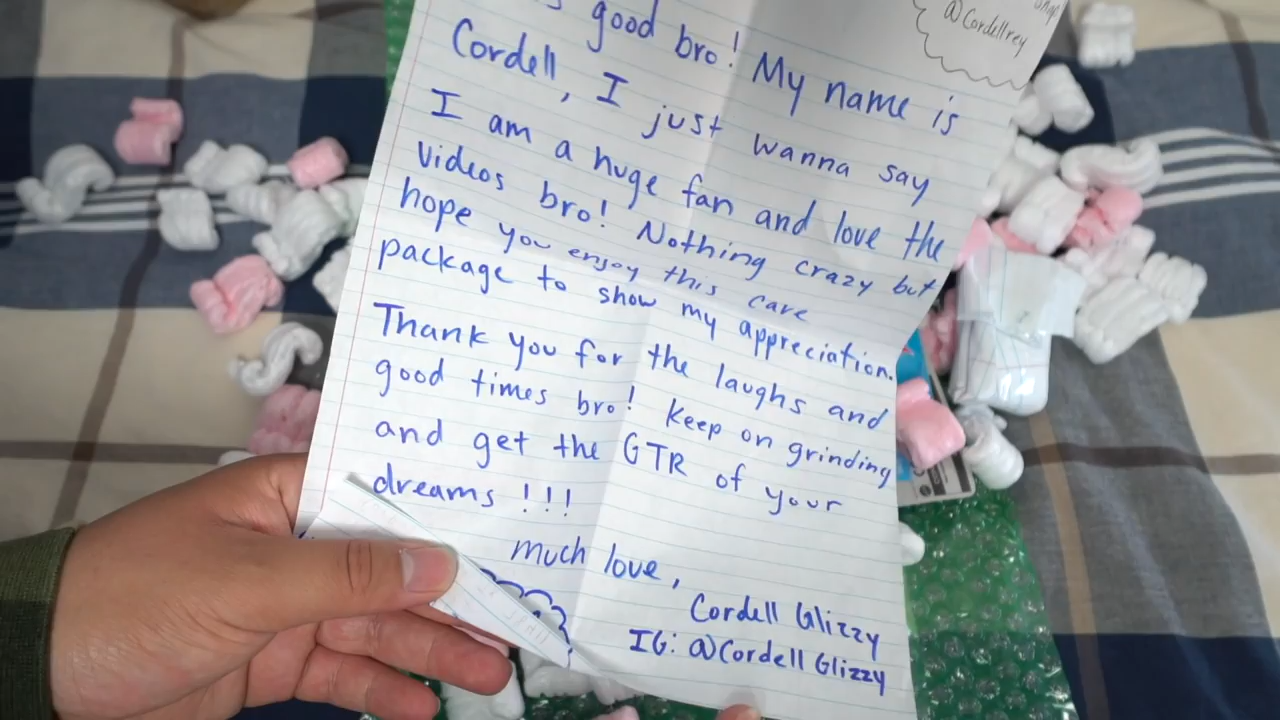 good bro! My name is
Cordell, I just wanna say
I am a huge fan and love the
videos bro! Nothing crazy but
hope you enjoy this care
package to show my appreciation.
Thank you for the laughs and
good times bro! Keep on grinding
and get the GTR of your
dreams !!!
much love,
Cordell Glizzy
IG: @Cordell Glizzy
@Cordellrey